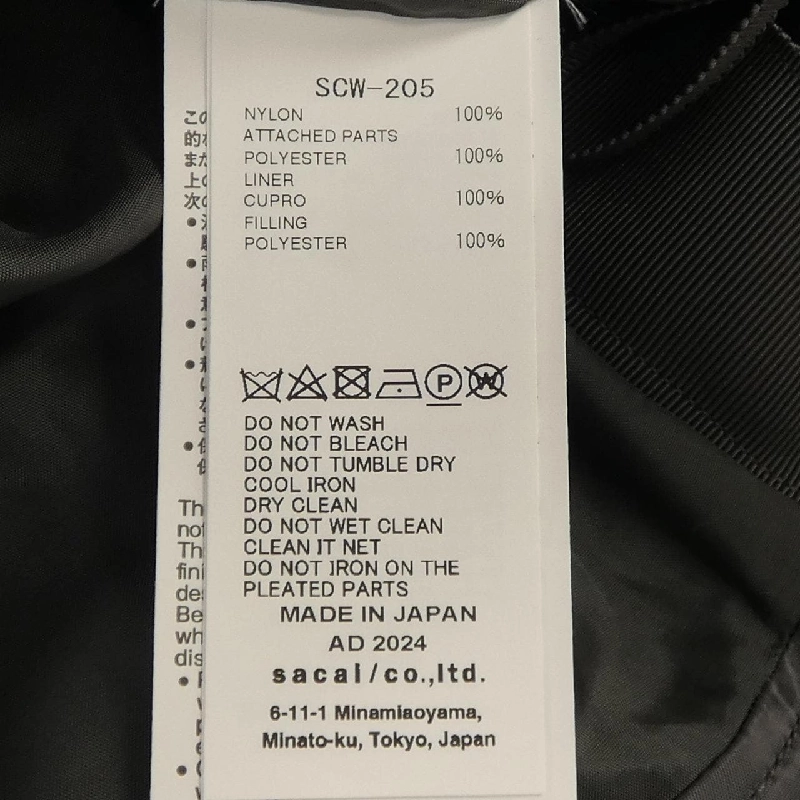 SCW-205
NYLON 100%
ATTACHED PARTS
POLYESTER 100%
LINER
CUPRO 100%
FILLING
POLYESTER 100%
P
W
DO NOT WASH
DO NOT BLEACH
DO NOT TUMBLE DRY
COOL IRON
DRY CLEAN
DO NOT WET CLEAN
CLEAN IT NET
DO NOT IRON ON THE
PLEATED PARTS
MADE IN JAPAN
AD 2024
sacai/co.,ltd.
6-11-1 Minamiaoyama,
Minato-ku, Tokyo, Japan